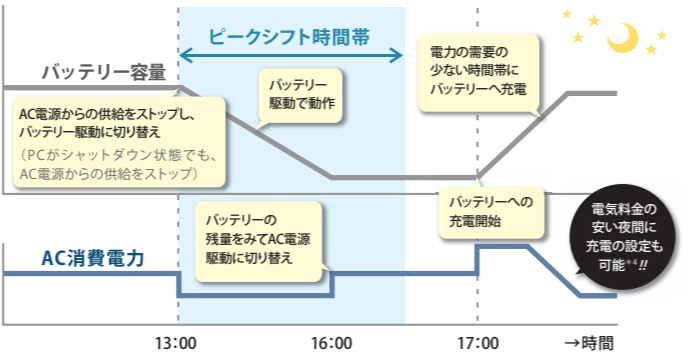 ピークシフト時間帯
バッテリー容量
AC電源からの供給をストップし、
バッテリー駆動に切り替え
（PCがシャットダウン状態でも、
AC電源からの供給をストップ）
バッテリー
駆動で動作
電力の需要の
少ない時間帯に
バッテリーへ充電
バッテリーへの
充電開始
バッテリーの
残量をみてAC電源
駆動に切り替え
電気料金の
安い夜間に
充電の設定も
可能※4!!
AC消費電力
13:00
16:00
17:00
→時間